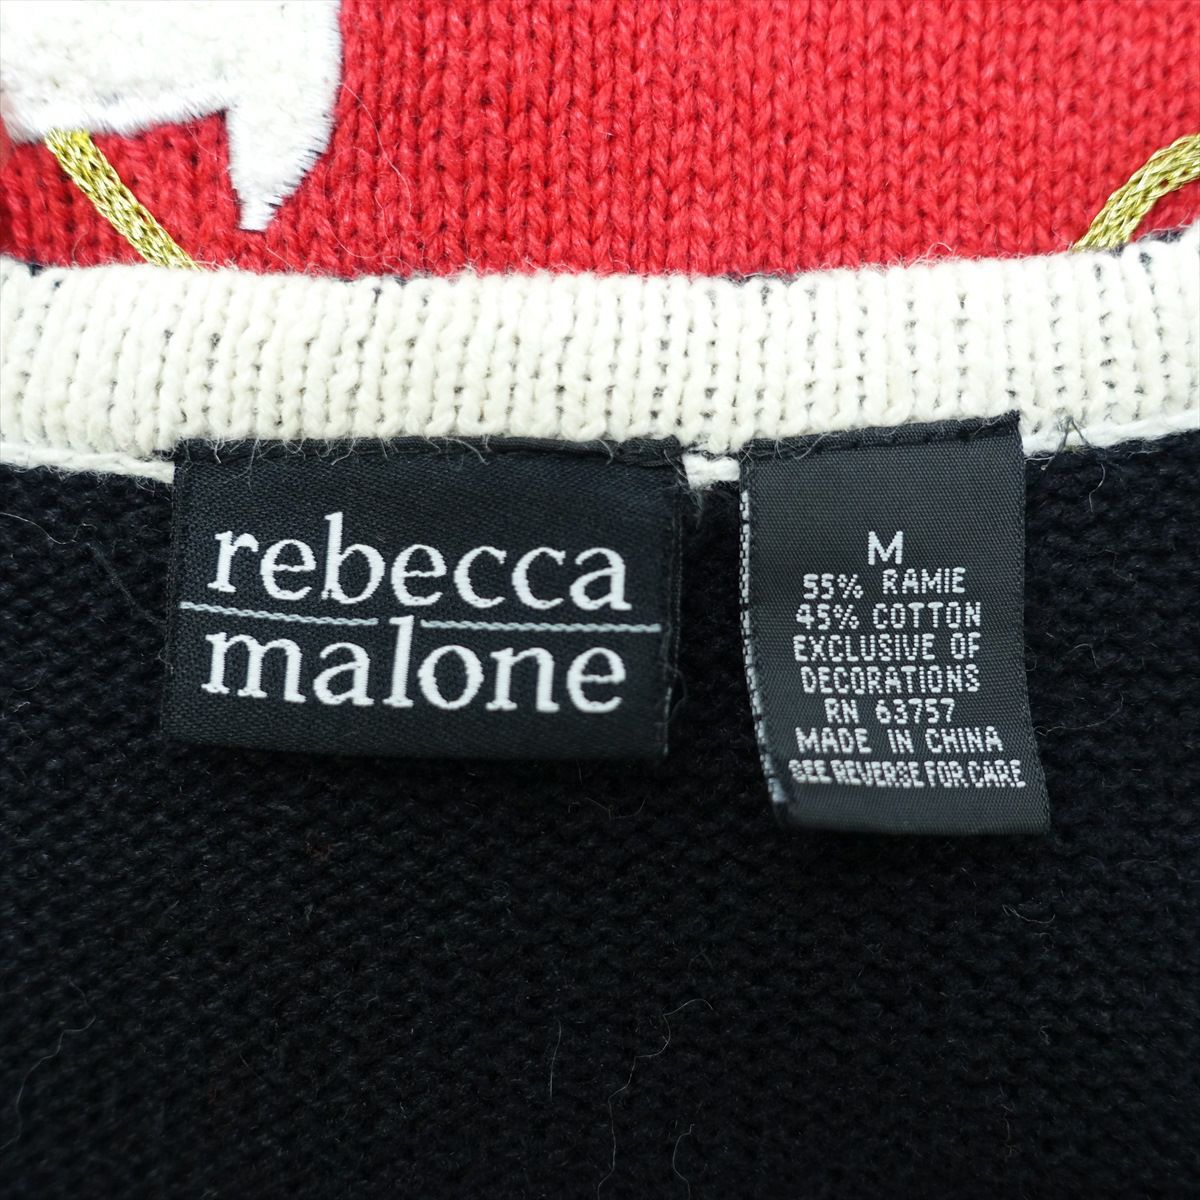 rebecca
malone
M
55% RAMIE
45% COTTON
EXCLUSIVE OF
DECORATIONS
RN 63757
MADE IN CHINA
SEE REVERSE FOR CARE